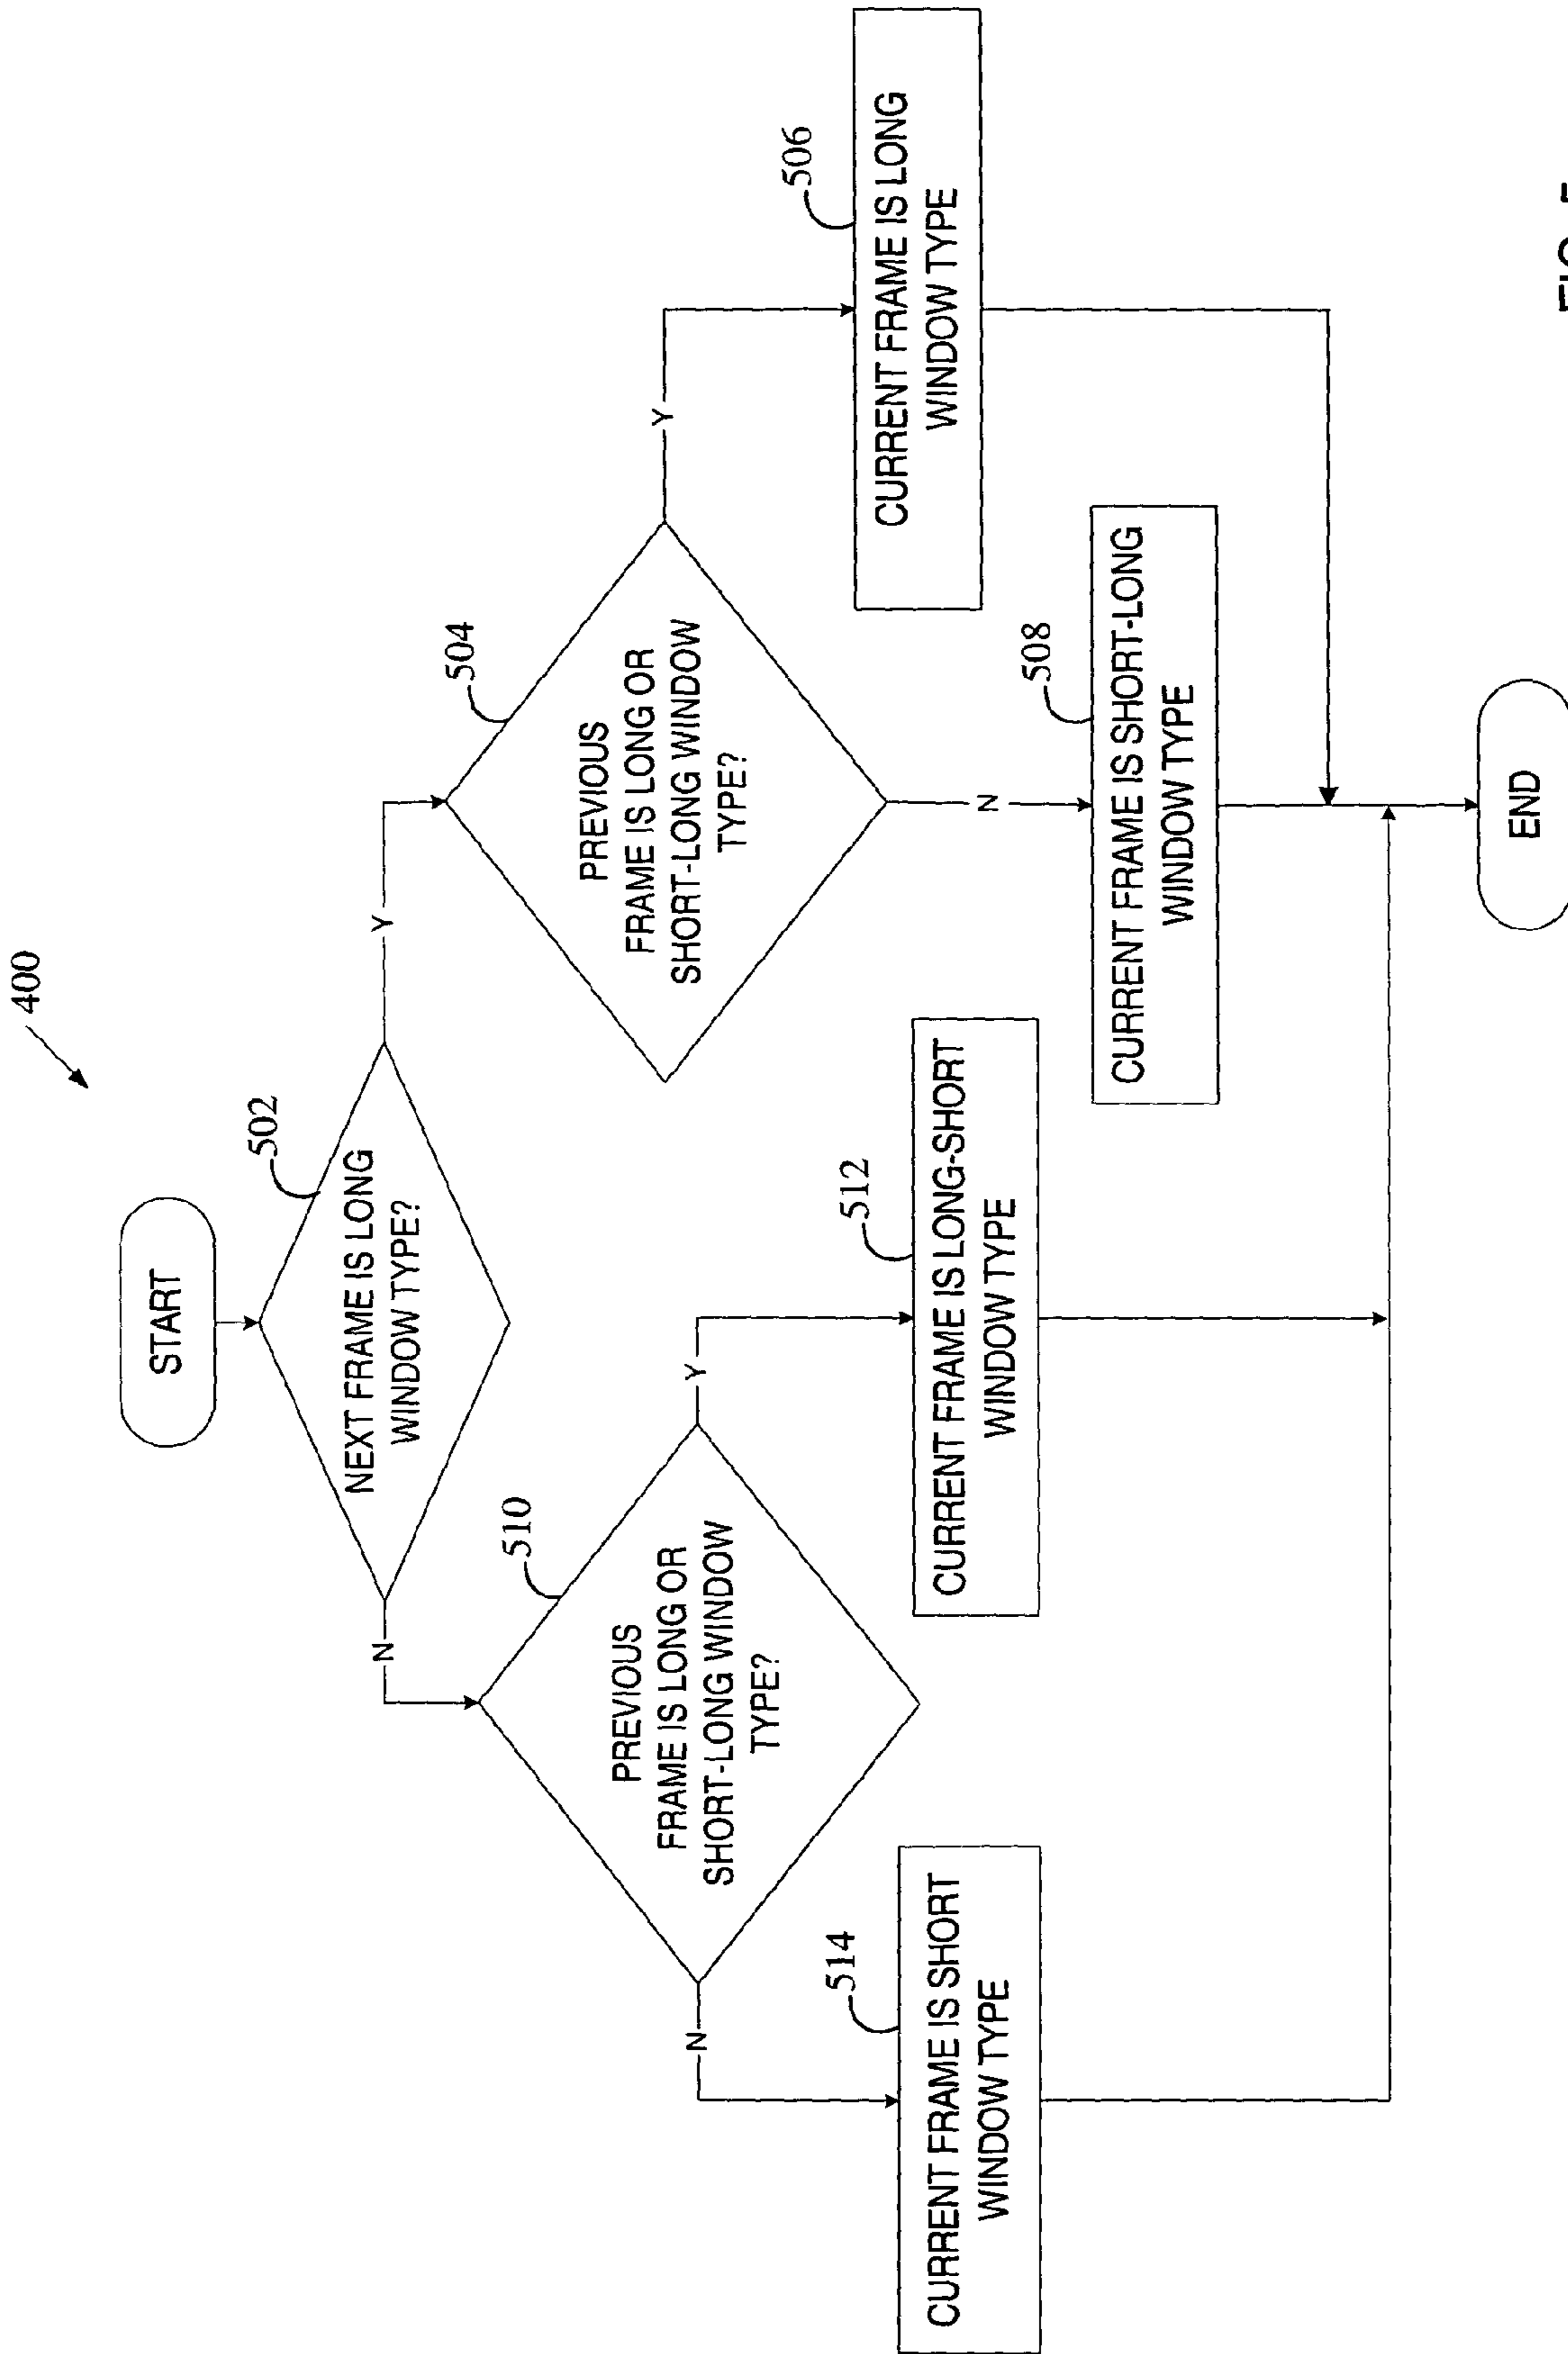 400
START
502
NEXT FRAME IS LONG
WINDOW TYPE?
N
Y
510
PREVIOUS
FRAME IS LONG OR
SHORT-LONG WINDOW
TYPE?
504
PREVIOUS
FRAME IS LONG OR
SHORT-LONG WINDOW
TYPE?
N
Y
N
Y
514
CURRENT FRAME IS SHORT
WINDOW TYPE
512
CURRENT FRAME IS LONG-SHORT
WINDOW TYPE
508
CURRENT FRAME IS SHORT-LONG
WINDOW TYPE
506
CURRENT FRAME IS LONG
WINDOW TYPE
END